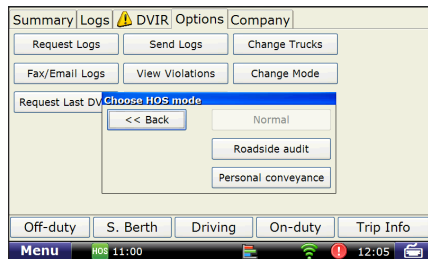 Summary Logs DVIR Options Company
Request Logs Send Logs Change Trucks
Fax/Email Logs View Violations Change Mode
Request Last DV
Choose HOS mode
<< Back Normal
Roadside audit
Personal conveyance
Off-duty S. Berth Driving On-duty Trip Info
Menu HOS 11:00 12:05